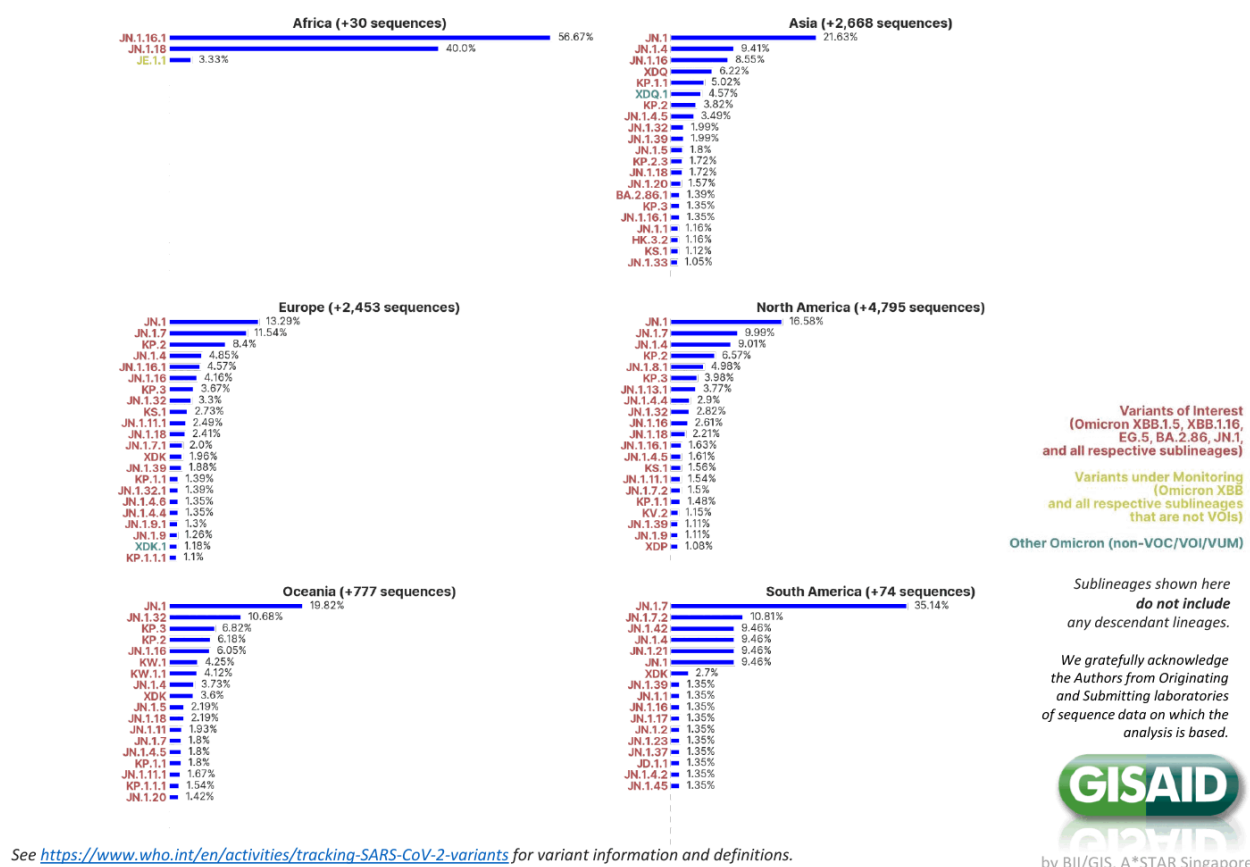 Africa (+30 sequences)
JN.1.16.1 56.67%
JN.1.18 40.0%
JE.1.1 3.33%
Asia (+2,668 sequences)
JN.1 21.63%
JN.1.4 9.41%
JN.1.16 8.55%
XDQ 6.22%
KP.1.1 5.02%
XDQ.1 4.57%
KP.2 3.82%
JN.1.4.5 3.49%
JN.1.32 1.99%
JN.1.39 1.99%
JN.1.5 1.8%
KP.2.3 1.72%
JN.1.18 1.72%
JN.1.20 1.57%
BA.2.86.1 1.39%
KP.3 1.35%
JN.1.16.1 1.35%
JN.1.1 1.16%
HK.3.2 1.16%
KS.1 1.12%
JN.1.33 1.05%
Europe (+2,453 sequences)
JN.1 13.29%
JN.1.7 11.54%
KP.2 8.4%
JN.1.4 4.85%
JN.1.16.1 4.57%
JN.1.16 4.16%
KP.3 3.67%
JN.1.32 3.3%
KS.1 2.73%
JN.1.11.1 2.49%
JN.1.18 2.41%
JN.1.7.1 2.0%
XDK 1.96%
JN.1.39 1.88%
KP.1.1 1.39%
JN.1.32.1 1.39%
JN.1.4.6 1.35%
JN.1.4.4 1.35%
JN.1.9.1 1.3%
JN.1.9 1.26%
XDK.1 1.18%
KP.1.1.1 1.1%
North America (+4,795 sequences)
JN.1 16.58%
JN.1.7 9.99%
JN.1.4 9.01%
KP.2 6.57%
JN.1.8.1 4.98%
KP.3 3.98%
JN.1.13.1 3.77%
JN.1.4.4 2.9%
JN.1.32 2.82%
JN.1.16 2.61%
JN.1.18 2.21%
JN.1.16.1 1.63%
JN.1.4.5 1.61%
KS.1 1.56%
JN.1.11.1 1.54%
JN.1.7.2 1.5%
KP.1.1 1.48%
KV.2 1.15%
JN.1.39 1.11%
JN.1.9 1.11%
XDP 1.08%
Oceania (+777 sequences)
JN.1 19.82%
JN.1.32 10.68%
KP.3 6.82%
KP.2 6.18%
JN.1.16 6.05%
KW.1 4.25%
KW.1.1 4.12%
JN.1.4 3.73%
XDK 3.6%
JN.1.5 2.19%
JN.1.18 2.19%
JN.1.11 1.93%
JN.1.7 1.8%
JN.1.4.5 1.8%
KP.1.1 1.8%
JN.1.11.1 1.67%
KP.1.1.1 1.54%
JN.1.20 1.42%
South America (+74 sequences)
JN.1.7 35.14%
JN.1.7.2 10.81%
JN.1.42 9.46%
JN.1.4 9.46%
JN.1.21 9.46%
JN.1 9.46%
XDK 2.7%
JN.1.39 1.35%
JN.1.1 1.35%
JN.1.16 1.35%
JN.1.17 1.35%
JN.1.2 1.35%
JN.1.23 1.35%
JN.1.37 1.35%
JD.1.1 1.35%
JN.1.4.2 1.35%
JN.1.45 1.35%
Variants of Interest
(Omicron XBB.1.5, XBB.1.16,
EG.5, BA.2.86, JN.1,
and all respective sublineages)
Variants under Monitoring
(Omicron XBB
and all respective sublineages
that are not VOIs)
Other Omicron (non-VOC/VOI/VUM)
Sublineages shown here
do not include
any descendant lineages.
We gratefully acknowledge
the Authors from Originating
and Submitting laboratories
of sequence data on which the
analysis is based.
GISAID
by BII/GIS, A*STAR Singapore
See https://www.who.int/en/activities/tracking-SARS-CoV-2-variants for variant information and definitions.